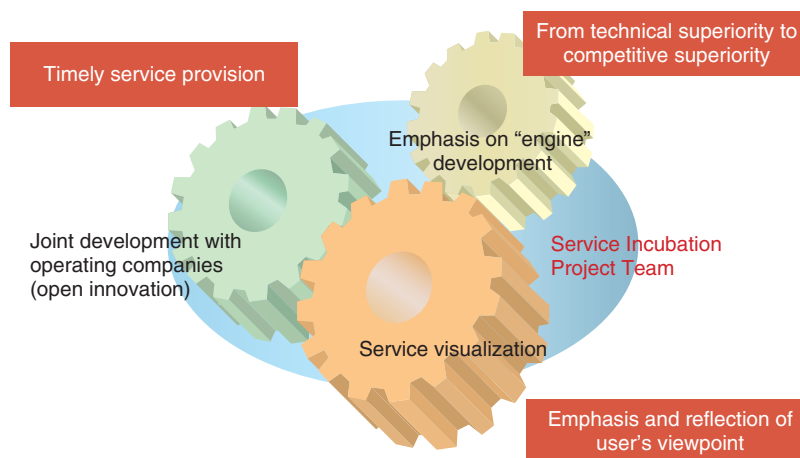 From technical superiority to
competitive superiority
Timely service provision
Emphasis on “engine”
development
Joint development with
operating companies
(open innovation)
Service Incubation
Project Team
Service visualization
Emphasis and reflection of
user’s viewpoint